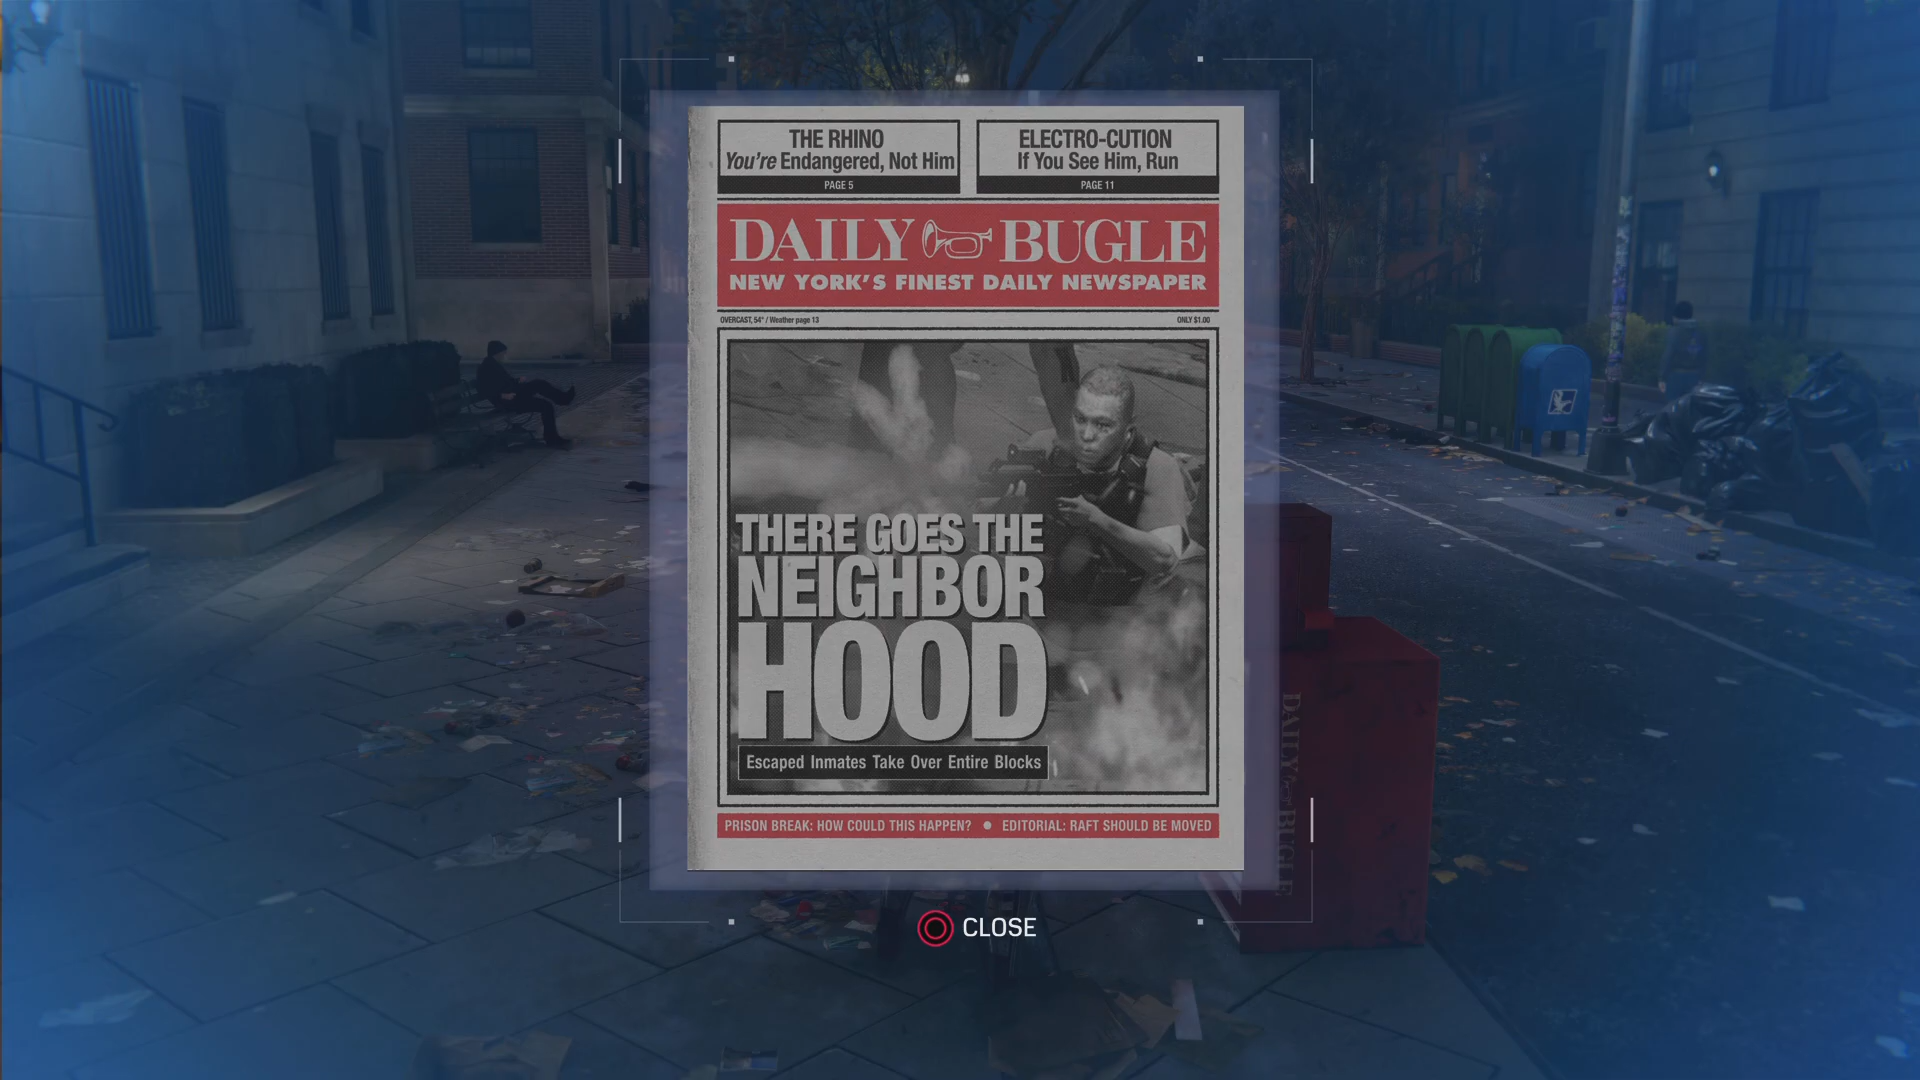 THE RHINO
You're Endangered, Not Him
PAGE 5
ELECTRO-CUTION
If You See Him, Run
PAGE 11
DAILY BUGLE
NEW YORK'S FINEST DAILY NEWSPAPER
OVERCAST, 54° / Weather page 13
ONLY $1.00
THERE GOES THE
NEIGHBOR
HOOD
Escaped Inmates Take Over Entire Blocks
PRISON BREAK: HOW COULD THIS HAPPEN? • EDITORIAL: RAFT SHOULD BE MOVED
DAILY BUGLE
CLOSE